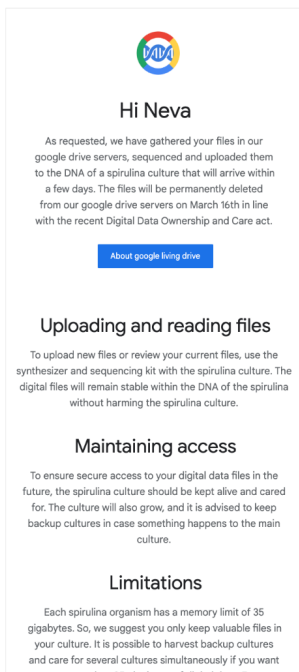 Hi Neva
As requested, we have gathered your files in our
google drive servers, sequenced and uploaded them
to the DNA of a spirulina culture that will arrive within
a few days. The files will be permanently deleted
from our google drive servers on March 16th in line
with the recent Digital Data Ownership and Care act.
About google living drive
Uploading and reading files
To upload new files or review your current files, use the
synthesizer and sequencing kit with the spirulina culture. The
digital files will remain stable within the DNA of the spirulina
without harming the spirulina culture.
Maintaining access
To ensure secure access to your digital data files in the
future, the spirulina culture should be kept alive and cared
for. The culture will also grow, and it is advised to keep
backup cultures in case something happens to the main
culture.
Limitations
Each spirulina organism has a memory limit of 35
gigabytes. So, we suggest you only keep valuable files in
your culture. It is possible to harvest backup cultures
and care for several cultures simultaneously if you want